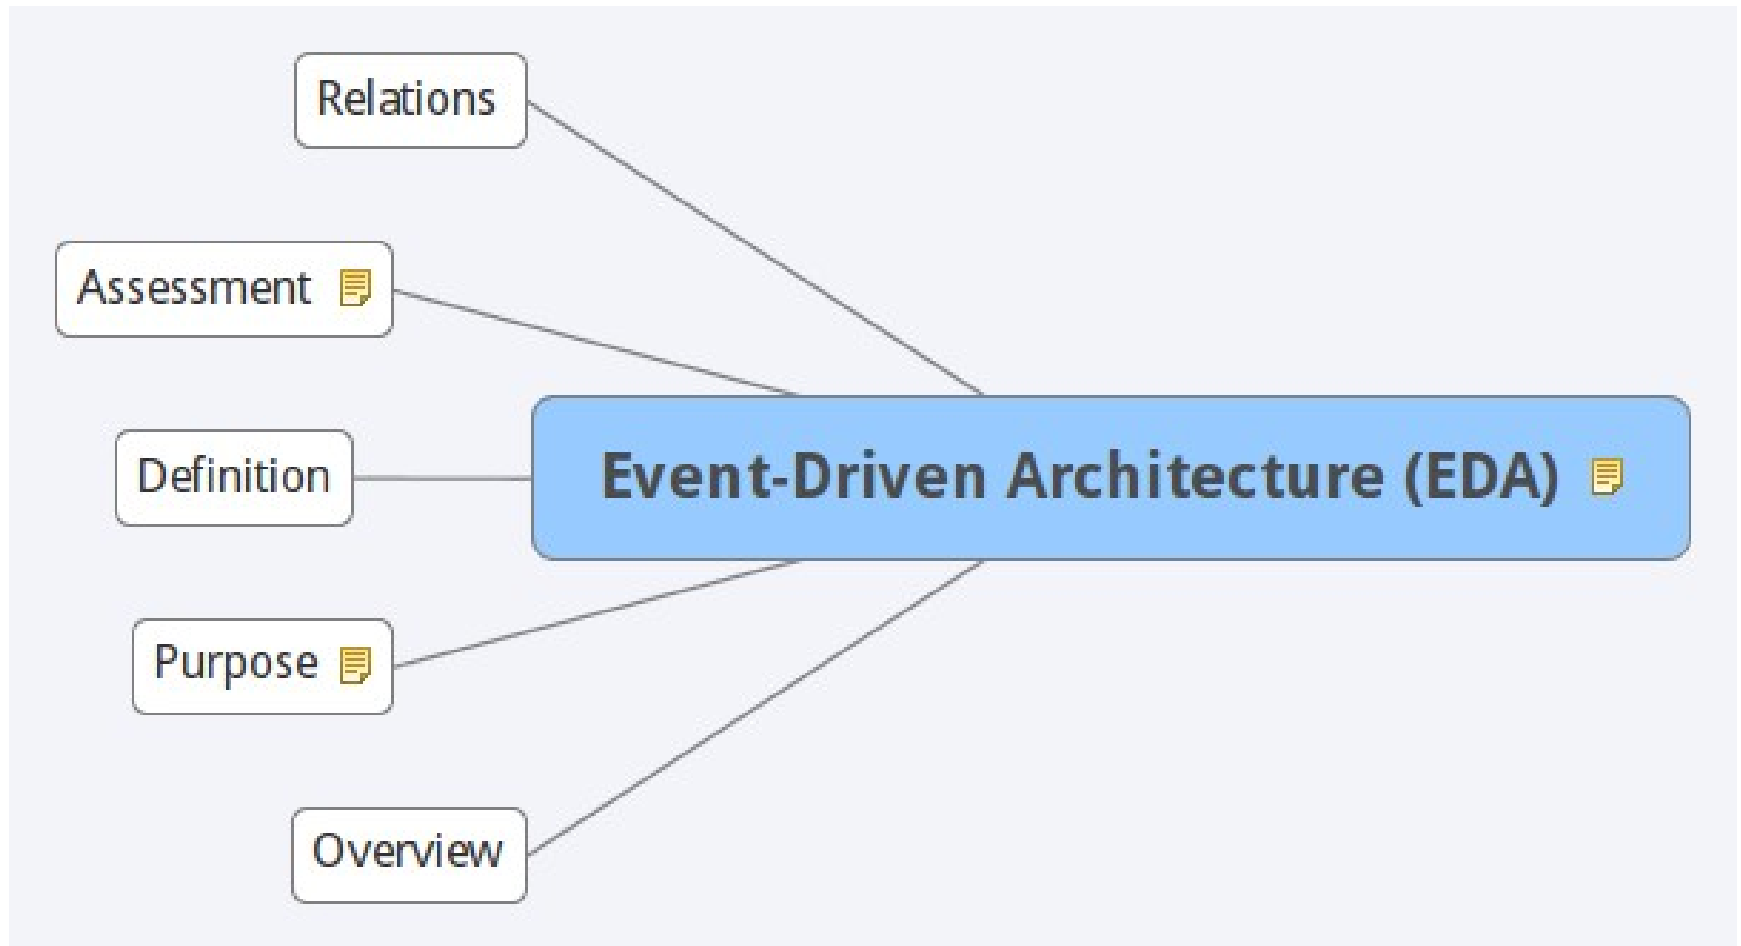 Relations
Assessment
Definition
Event-Driven Architecture (EDA)
Purpose
Overview